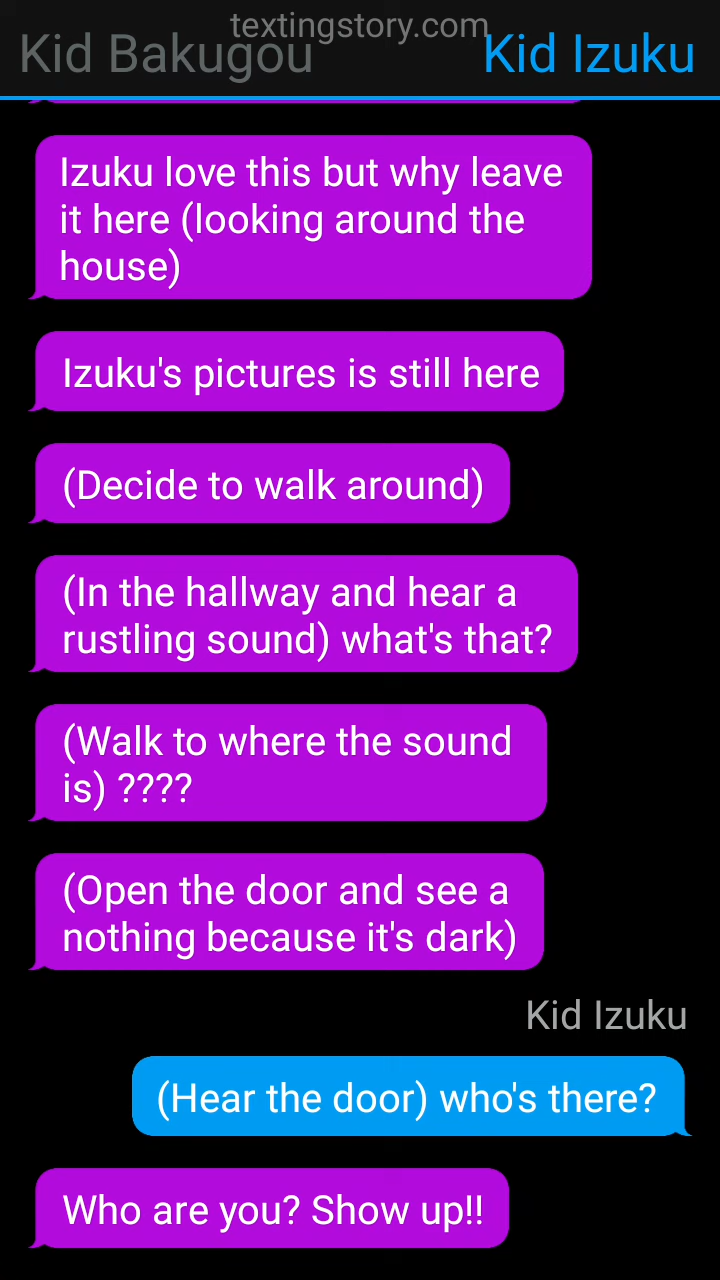 textingstory.com
Kid Bakugou
Kid Izuku
Izuku love this but why leave
it here (looking around the
house)
Izuku's pictures is still here
(Decide to walk around)
(In the hallway and hear a
rustling sound) what's that?
(Walk to where the sound
is) ????
(Open the door and see a
nothing because it's dark)
Kid Izuku
(Hear the door) who's there?
Who are you? Show up!!